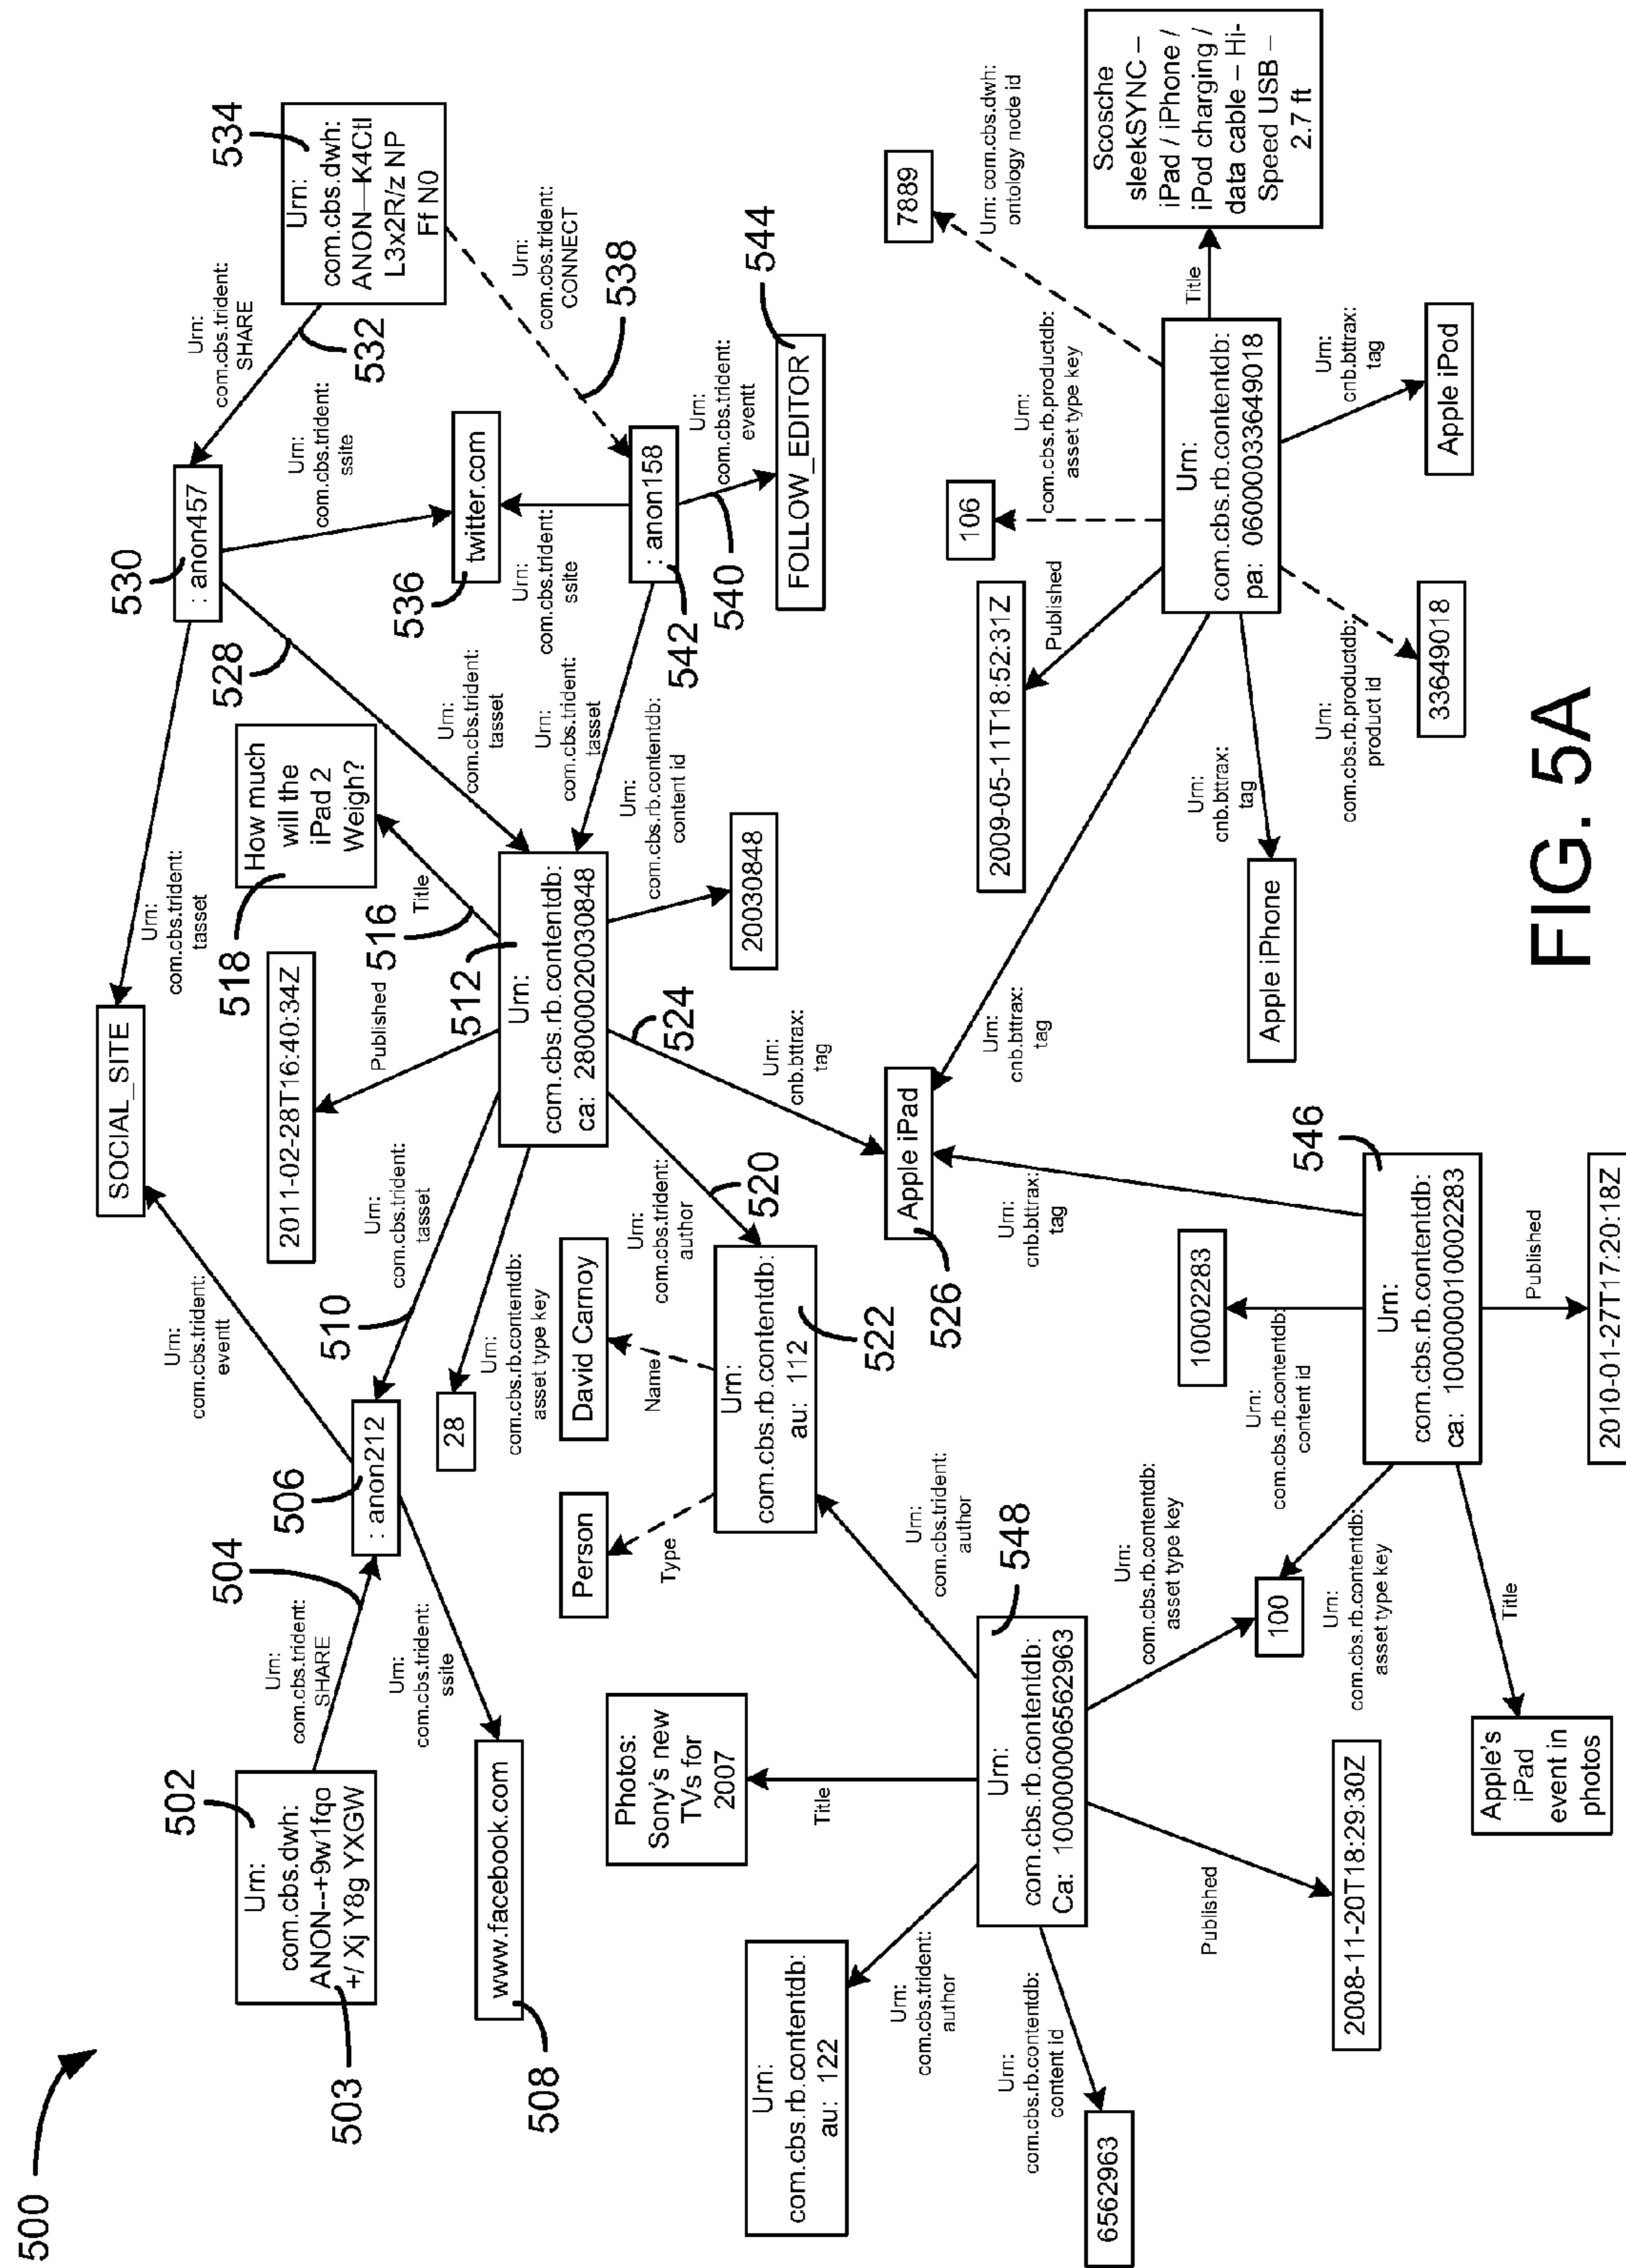 500
502
Urn:
com.cbs.dwh:
ANON--+9w1fqo
+/ Xj Y8g YXGW
503
Urn:
com.cbs.trident:
SHARE
504
506
: anon212
Urn:
com.cbs.trident:
ssite
www.facebook.com
508
Urn:
com.cbs.trident:
eventt
SOCIAL_SITE
Urn:
com.cbs.trident:
tasset
510
Urn:
com.cbs.trident:
tasset
28
Urn:
com.cbs.rb.contentdb:
asset type key
2011-02-28T16:40:34Z
Published
518
How much
will the
iPad 2
Weigh?
Title
516
512
Urn:
com.cbs.rb.contentdb:
ca: 2800002003​0848
Urn:
com.cbs.rb.contentdb:
content id
20030848
528
Urn:
com.cbs.trident:
tasset
Urn:
com.cbs.trident:
tasset
530
: anon457
Urn:
com.cbs.trident:
SHARE
532
534
Urn:
com.cbs.dwh:
ANON—K4Ctl
L3x2R/z NP
Ff N0
Urn:
com.cbs.trident:
ssite
536
twitter.com
Urn:
com.cbs.trident:
ssite
Urn:
com.cbs.trident:
CONNECT
538
: anon158
542
540
Urn:
com.cbs.trident:
eventt
FOLLOW_EDITOR
544
Urn:
com.cbs.trident:
author
520
524
Urn:
cnb.bttrax:
tag
Person
Type
David Carnoy
Name
Urn:
com.cbs.rb.contentdb:
au: 112
522
Apple iPad
526
Urn:
cnb.bttrax:
tag
Urn:
cnb.bttrax:
tag
Photos:
Sony's new
TVs for
2007
Title
Urn:
com.cbs.rb.contentdb:
au: 122
Urn:
com.cbs.trident:
author
Urn:
com.cbs.trident:
author
548
Urn:
com.cbs.rb.contentdb:
Ca: 10000006562963
Urn:
com.cbs.rb.contentdb:
content id
6562963
Published
2008-11-20T18:29:30Z
Urn:
com.cbs.rb.contentdb:
asset type key
100
Urn:
com.cbs.rb.contentdb:
asset type key
10002283
Urn:
com.cbs.rb.contentdb:
content id
546
Urn:
com.cbs.rb.contentdb:
ca: 1000001​0002283
Title
Apple's
iPad
event in
photos
Published
2010-01-27T17:20:18Z
2009-05-11T18:52:31Z
Published
106
Urn:
com.cbs.rb.productdb:
asset type key
7889
Urn: com.cbs.dwh:
ontology node id
Urn:
com.cbs.rb.contentdb:
pa: 0600003​3649018
Title
Scosche
sleekSYNC –
iPad / iPhone /
iPod charging /
data cable – Hi-
Speed USB –
2.7 ft
Urn:
cnb.bttrax:
tag
Apple iPhone
Urn:
com.cbs.rb.productdb:
product id
33649018
Urn:
cnb.bttrax:
tag
Apple iPod
FIG. 5A